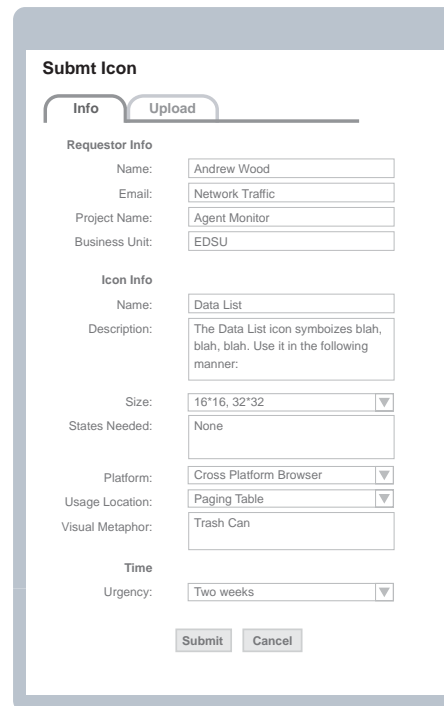 Submt Icon
Info Upload
Requestor Info
Name: Andrew Wood
Email: Network Traffic
Project Name: Agent Monitor
Business Unit: EDSU
Icon Info
Name: Data List
Description: The Data List icon symboizes blah,
blah, blah. Use it in the following
manner:
Size: 16*16, 32*32
States Needed: None
Platform: Cross Platform Browser
Usage Location: Paging Table
Visual Metaphor: Trash Can
Time
Urgency: Two weeks
Submit Cancel